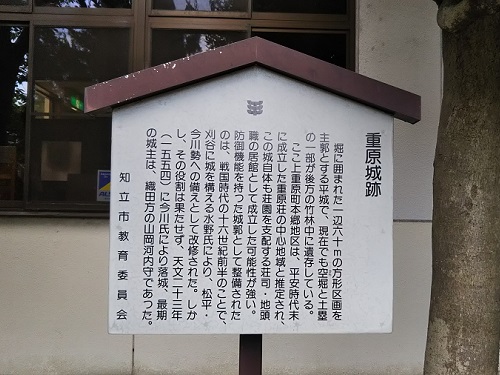 重原城跡
堀に囲まれた一辺六十mの方形区画を
主郭とする平城で、現在でも空堀と土塁
の一部が後方の竹林中に遺存している。
ここ上重原町本郷地区は、平安時代末
に成立した重原荘の中心地域と推定され、
この城自体も荘園を支配する荘司・地頭
職の居館として成立した可能性が強い。
防御機能を持つた城郭として整備された
のは、戦国時代の十六世紀前半のことで、
刈谷に城を構える水野氏により、松平・
今川勢への備えとして改修された。しか
し、その役割は果たせず、天文二十三年
（一五五四）に今川氏により落城、最期
の城主は、織田方の山岡河内守であった。
知立市教育委員会